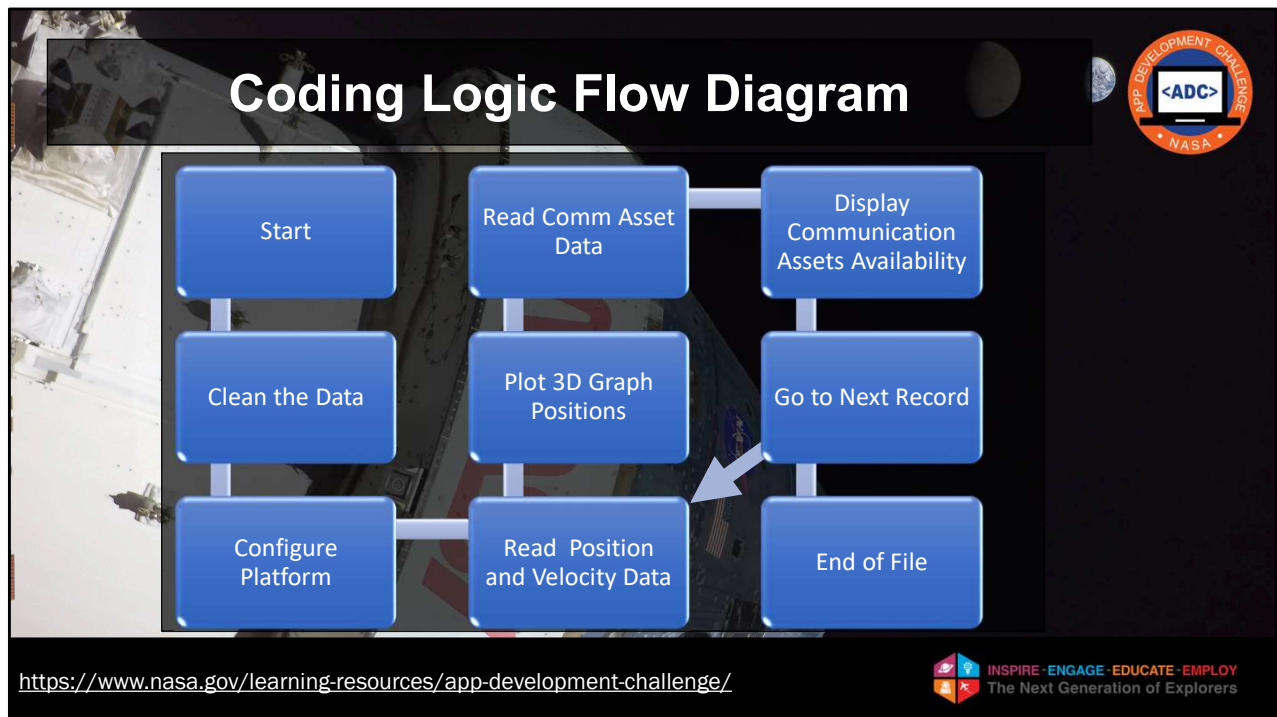 Coding Logic Flow Diagram
APP DEVELOPMENT CHALLENGE
<ADC>
NASA
Start
Clean the Data
Configure
Platform
Read Position
and Velocity Data
Plot 3D Graph
Positions
Read Comm Asset
Data
Display
Communication
Assets Availability
Go to Next Record
End of File
https://www.nasa.gov/learning-resources/app-development-challenge/
INSPIRE - ENGAGE - EDUCATE - EMPLOY
The Next Generation of Explorers